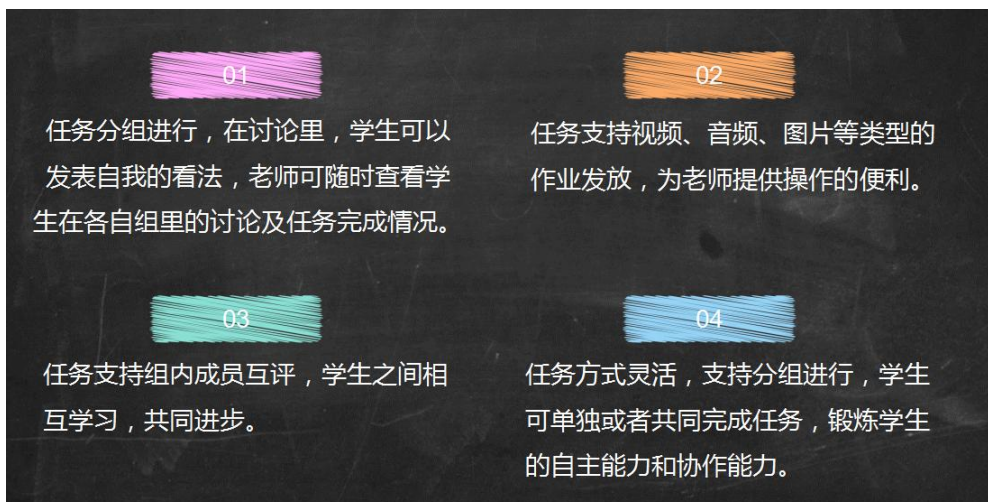 01
任务分组进行，在讨论里，学生可以
发表自我的看法，老师可随时查看学
生在各自组里的讨论及任务完成情况。
02
任务支持视频、音频、图片等类型的
作业发放，为老师提供操作的便利。
03
任务支持组内成员互评，学生之间相
互学习，共同进步。
04
任务方式灵活，支持分组进行，学生
可单独或者共同完成任务，锻炼学生
的自主能力和协作能力。